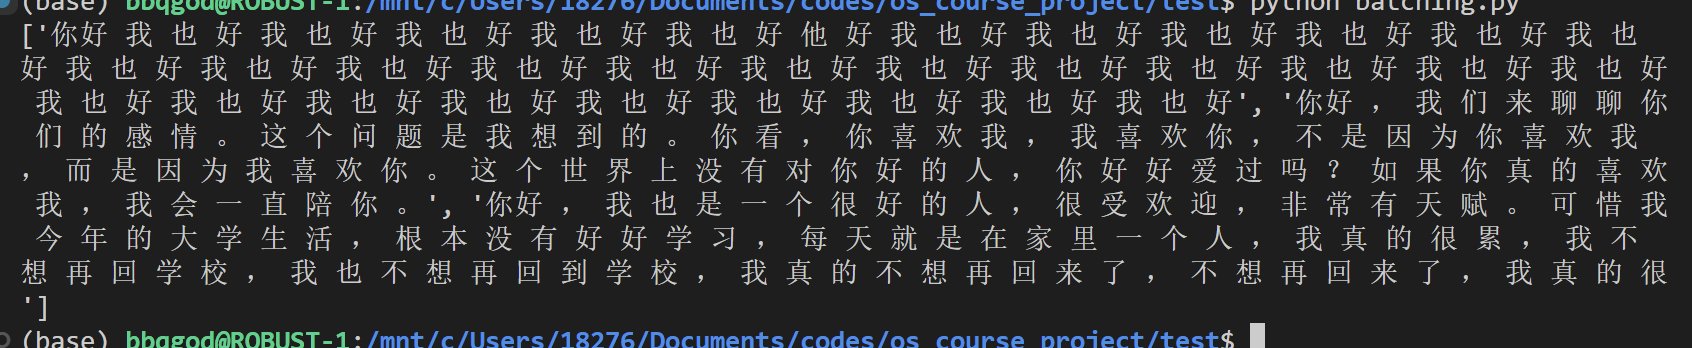 (base) bbqgod@ROBUST-1:/mnt/c/Users/18276/Documents/codes/os_course_project/test$ python batching.py
['你好 我 也 好 我 也 好 我 也 好 我 也 好 我 也 好 他 好 我 也 好 我 也 好 我 也 好 我 也 好 我 也 好 我 也
好 我 也 好 我 也 好 我 也 好 我 也 好 我 也 好 我 也 好 我 也 好 我 也 好 我 也 好 我 也 好 我 也 好 我 也 好
我 也 好 我 也 好 我 也 好 我 也 好 我 也 好 我 也 好 我 也 好 我 也 好 我 也 好', '你好 ， 我 们 来 聊 聊 你
们 的 感 情 。 这 个 问 题 是 我 想 到 的 。 你 看 ， 你 喜 欢 我 ， 我 喜 欢 你 ， 不 是 因 为 你 喜 欢 我
， 而 是 因 为 我 喜 欢 你 。 这 个 世 界 上 没 有 对 你 好 的 人 ， 你 好 好 爱 过 吗 ？ 如 果 你 真 的 喜 欢
我 ， 我 会 一 直 陪 你 。', '你好 ， 我 也 是 一 个 很 好 的 人 ， 很 受 欢 迎 ， 非 常 有 天 赋 。 可 惜 我
今 年 的 大 学 生 活 ， 根 本 没 有 好 好 学 习 ， 每 天 就 是 在 家 里 一 个 人 ， 我 真 的 很 累 ， 我 不
想 再 回 学 校 ， 我 也 不 想 再 回 到 学 校 ， 我 真 的 不 想 再 回 来 了 ， 不 想 再 回 来 了 ， 我 真 的 很
']
(base) bbqgod@ROBUST-1:/mnt/c/Users/18276/Documents/codes/os_course_project/test$